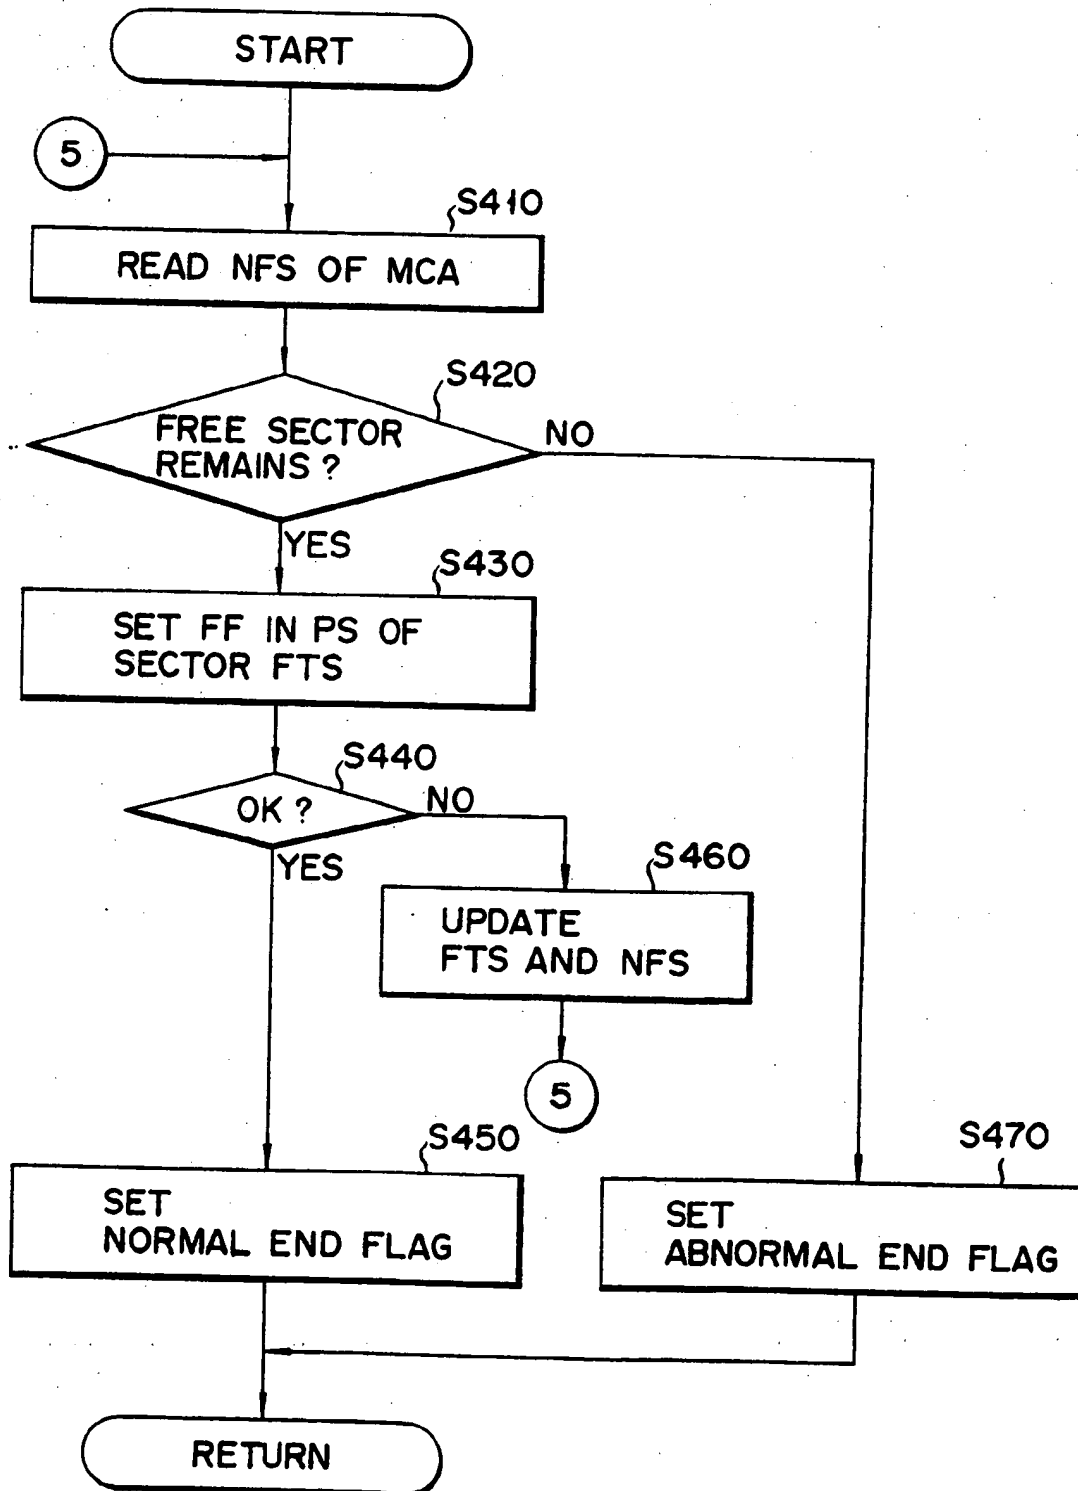 START
5
S410
READ NFS OF MCA
S420
FREE SECTOR
REMAINS ?
NO
YES
S430
SET FF IN PS OF
SECTOR FTS
S440
OK ?
NO
YES
S460
UPDATE
FTS AND NFS
5
S450
SET
NORMAL END FLAG
S470
SET
ABNORMAL END FLAG
RETURN